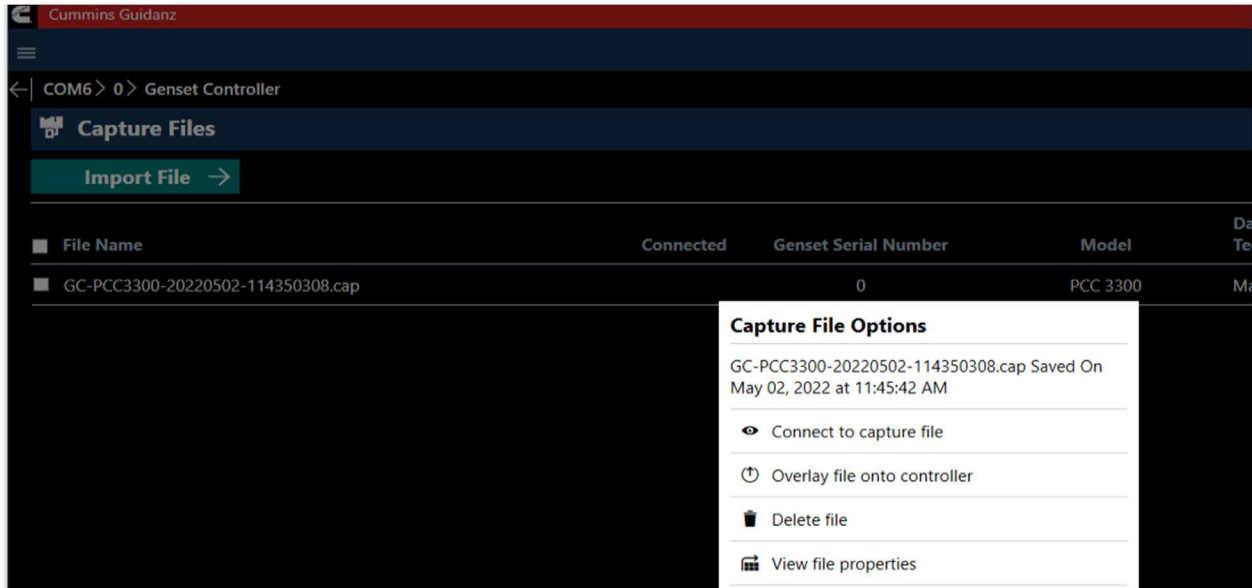 Cummins Guidanz
COM6 > 0 > Genset Controller
Capture Files
Import File
File Name Connected Genset Serial Number Model
GC-PCC3300-20220502-114350308.cap 0 PCC 3300
Capture File Options
GC-PCC3300-20220502-114350308.cap Saved On
May 02, 2022 at 11:45:42 AM
Connect to capture file
Overlay file onto controller
Delete file
View file properties